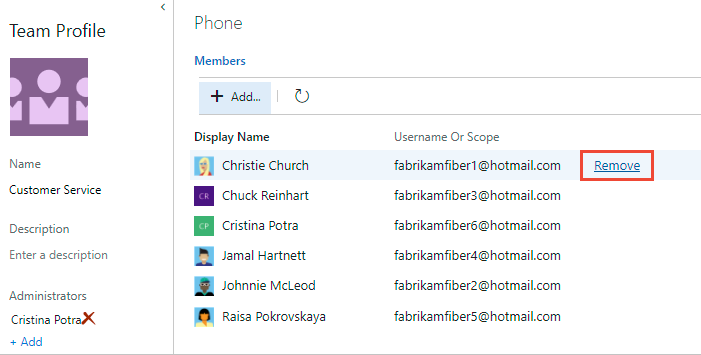 Team Profile
Name
Customer Service
Description
Enter a description
Administrators
Cristina Potra
+ Add
Phone
Members
+ Add...
Display Name Username Or Scope
Christie Church fabrikamfiber1@hotmail.com Remove
CR Chuck Reinhart fabrikamfiber3@hotmail.com
CP Cristina Potra fabrikamfiber6@hotmail.com
Jamal Hartnett fabrikamfiber4@hotmail.com
Johnnie McLeod fabrikamfiber2@hotmail.com
Raisa Pokrovskaya fabrikamfiber5@hotmail.com